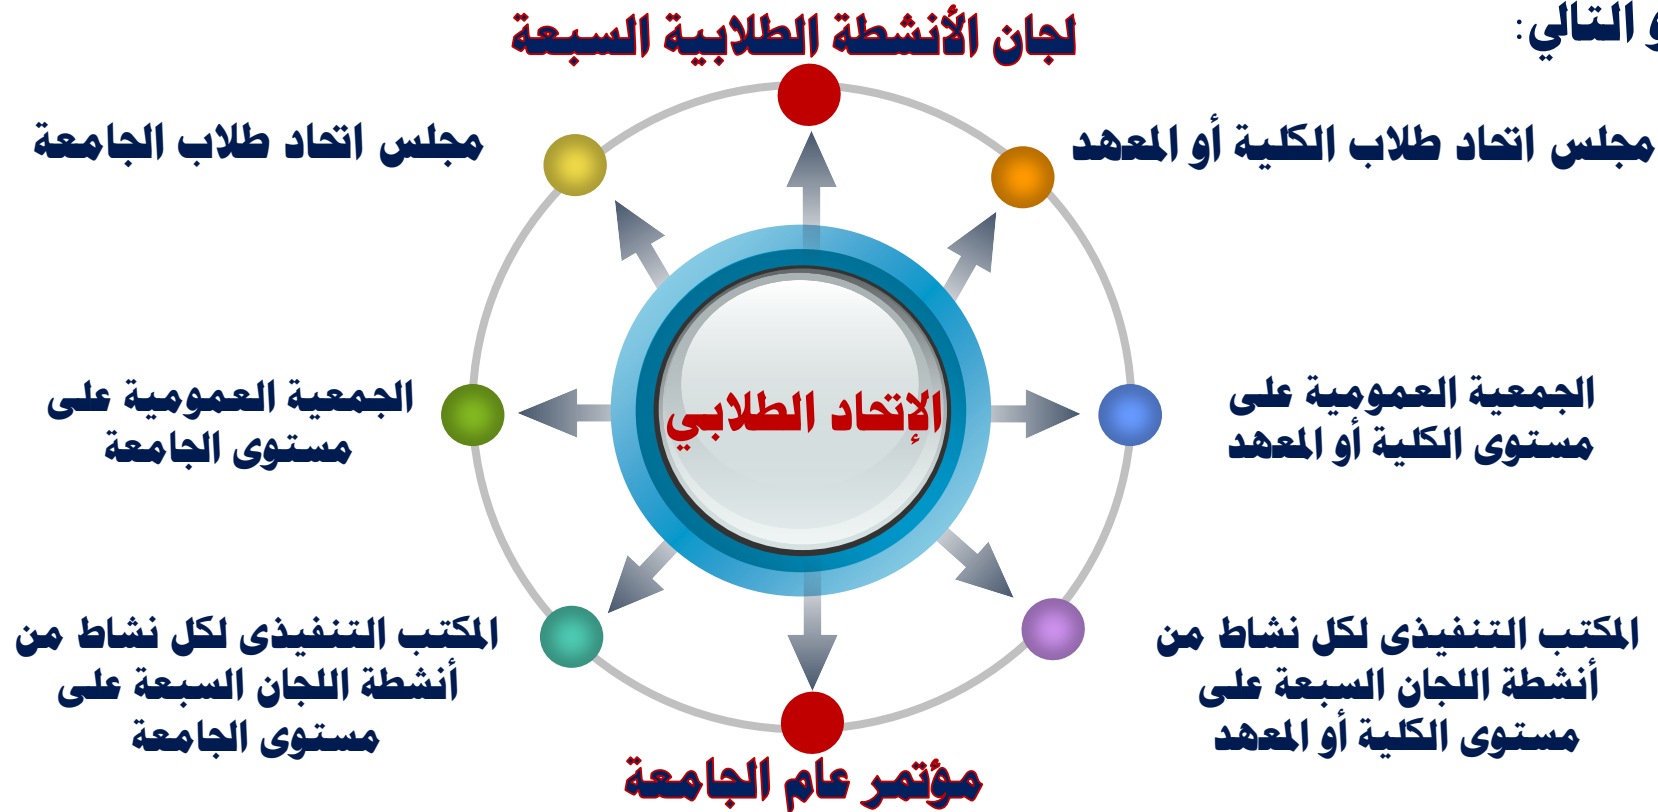 و التالي:
لجان الأنشطة الطلابية السبعة
مجلس اتحاد طلاب الكلية أو المعهد
مجلس اتحاد طلاب الجامعة
الجمعية العمومية على
مستوى الكلية أو المعهد
الإتحاد الطلابي
الجمعية العمومية على
مستوى الجامعة
المكتب التنفيذى لكل نشاط من
أنشطة اللجان السبعة على
مستوى الكلية أو المعهد
المكتب التنفيذى لكل نشاط من
أنشطة اللجان السبعة على
مستوى الجامعة
مؤتمر عام الجامعة